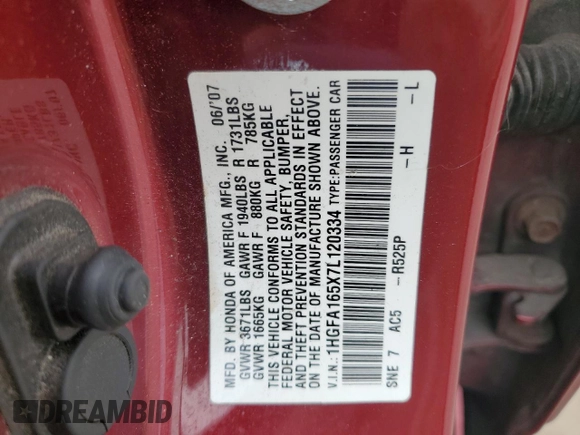 MFD. BY HONDA OF AMERICA MFG., INC. 06/'07
GVWR 3671LBS GAWR F 1940LBS R 1731LBS
GVWR 1665KG GAWR F 880KG R 785KG
THIS VEHICLE CONFORMS TO ALL APPLICABLE
FEDERAL MOTOR VEHICLE SAFETY, BUMPER,
AND THEFT PREVENTION STANDARDS IN EFFECT
ON THE DATE OF MANUFACTURE SHOWN ABOVE.
V.I.N.: 1HGFA165X7L120334 TYPE:PASSENGER CAR
SNE 7 AC5 -R525P -H -L
DREAMBID